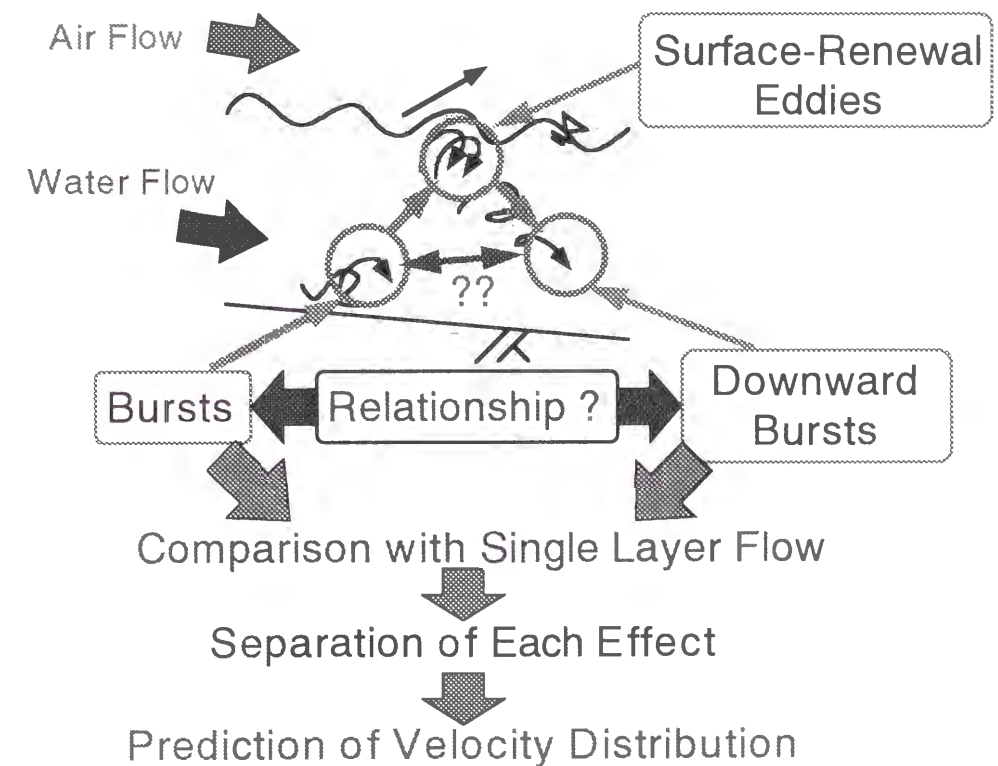 Air Flow
Surface-Renewal
Eddies
Water Flow
??
Bursts
Relationship ?
Downward
Bursts
Comparison with Single Layer Flow
Separation of Each Effect
Prediction of Velocity Distribution